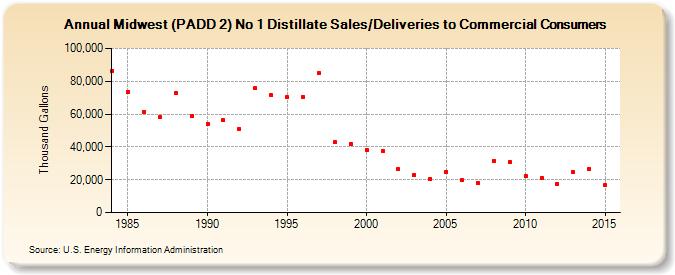 Annual Midwest (PADD 2) No 1 Distillate Sales/Deliveries to Commercial Consumers
Thousand Gallons
100,000
80,000
60,000
40,000
20,000
0
1985 1990 1995 2000 2005 2010 2015
Source: U.S. Energy Information Administration